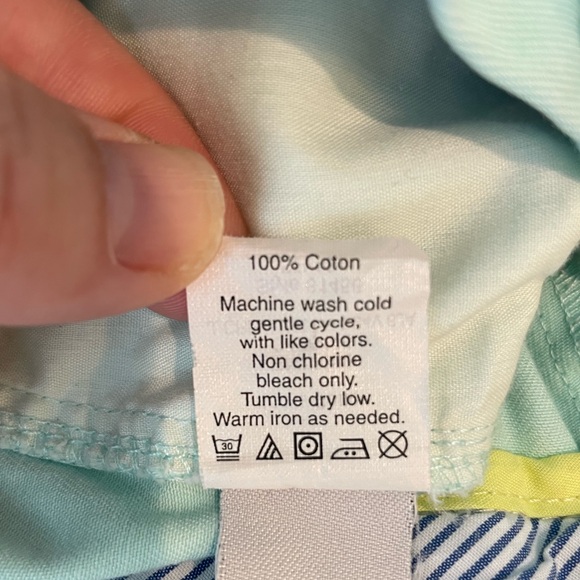 100% Coton
Machine wash cold
gentle cycle,
with like colors.
Non chlorine
bleach only.
Tumble dry low.
Warm iron as needed.
30